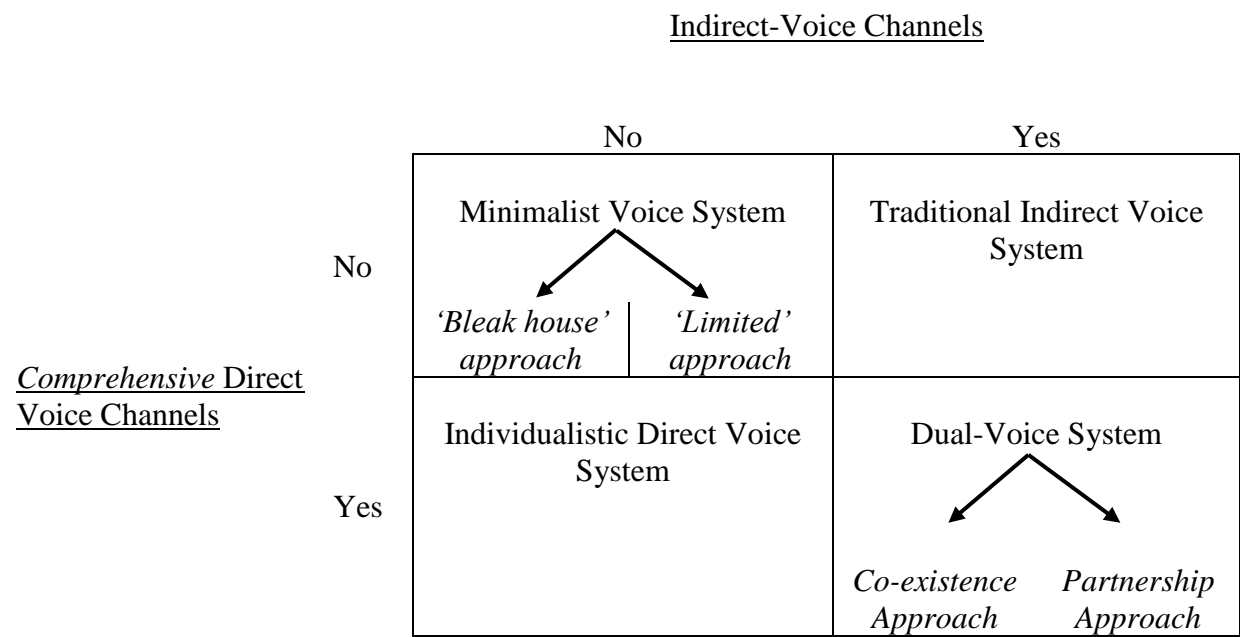 Indirect-Voice Channels
No
Yes
No
Minimalist Voice System
‘Bleak house’
approach
‘Limited’
approach
Traditional Indirect Voice
System
Comprehensive Direct
Voice Channels
Yes
Individualistic Direct Voice
System
Dual-Voice System
Co-existence
Approach
Partnership
Approach